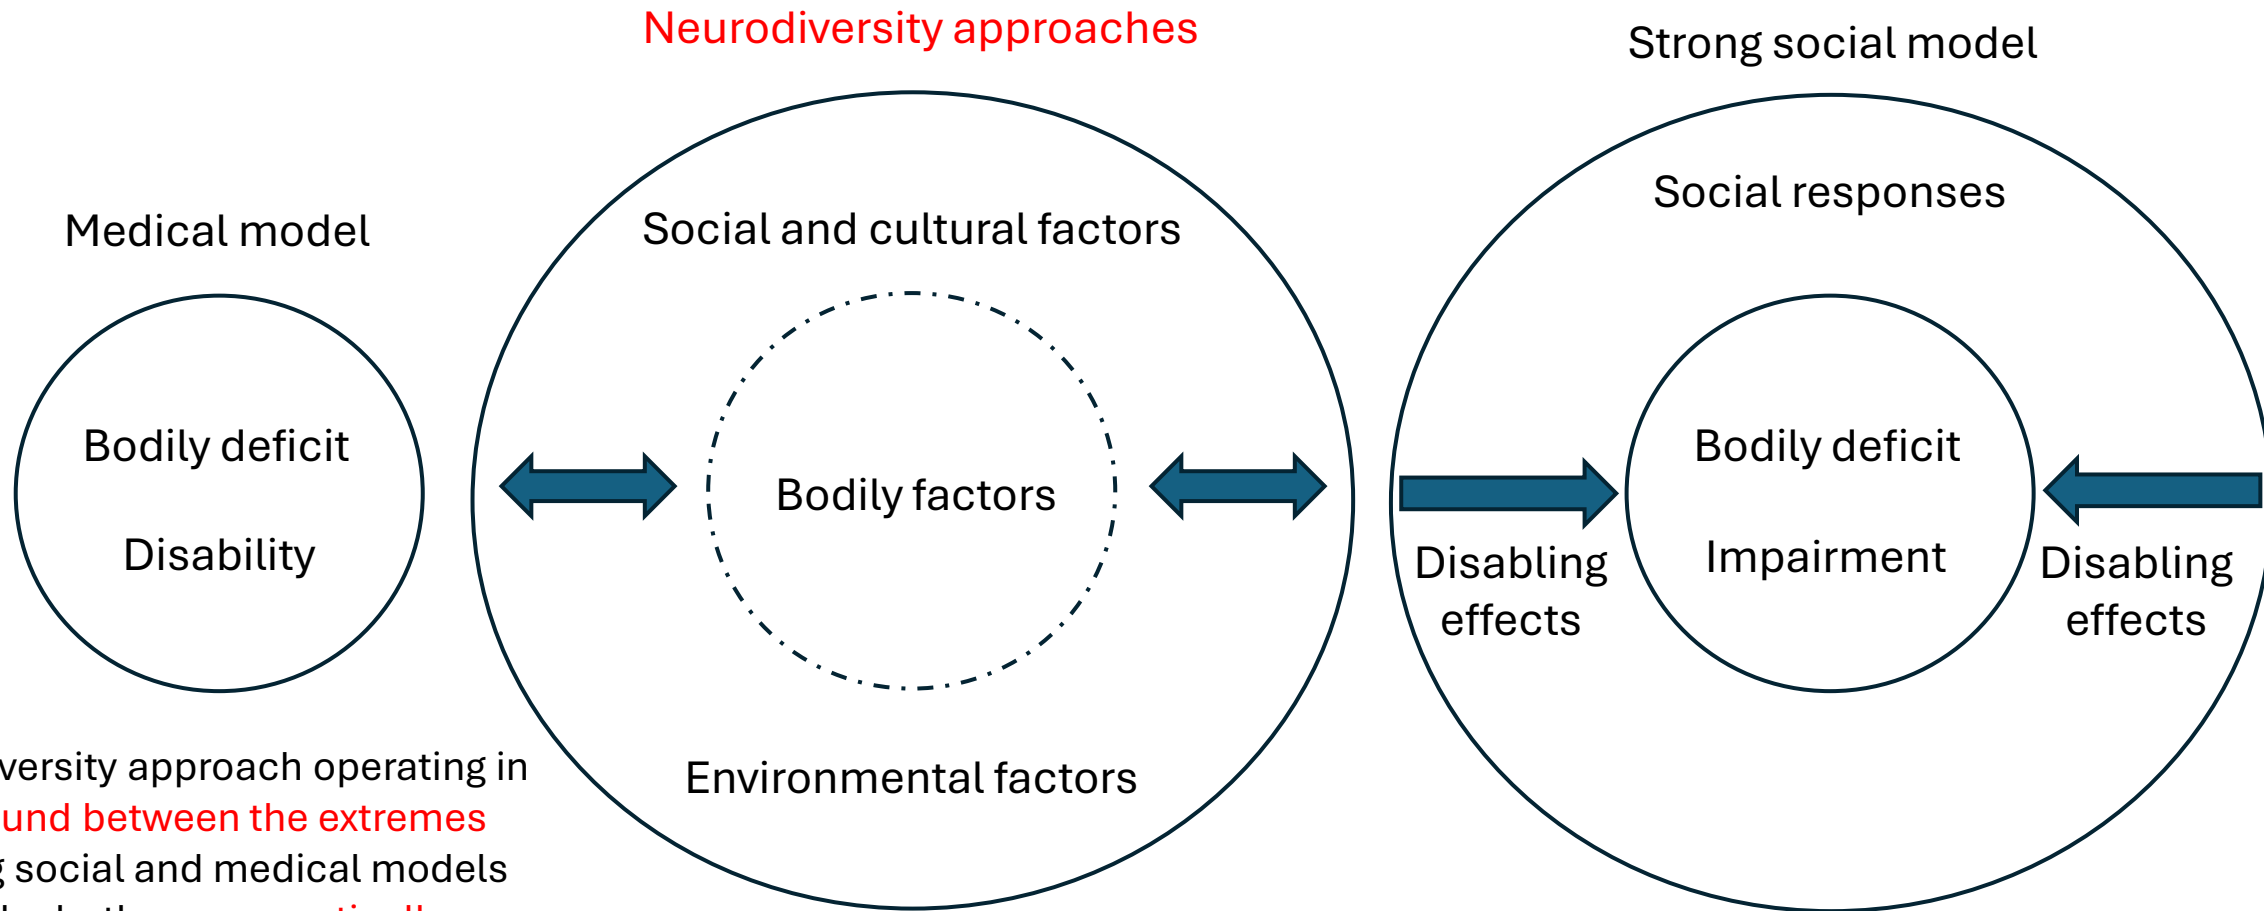 Neurodiversity approaches
Strong social model
Medical model
Social and cultural factors
Social responses
Bodily deficit
Disability
Bodily factors
Environmental factors
Bodily deficit
Impairment
Disabling
effects
Disabling
effects
versity approach operating in
und between the extremes
social and medical models